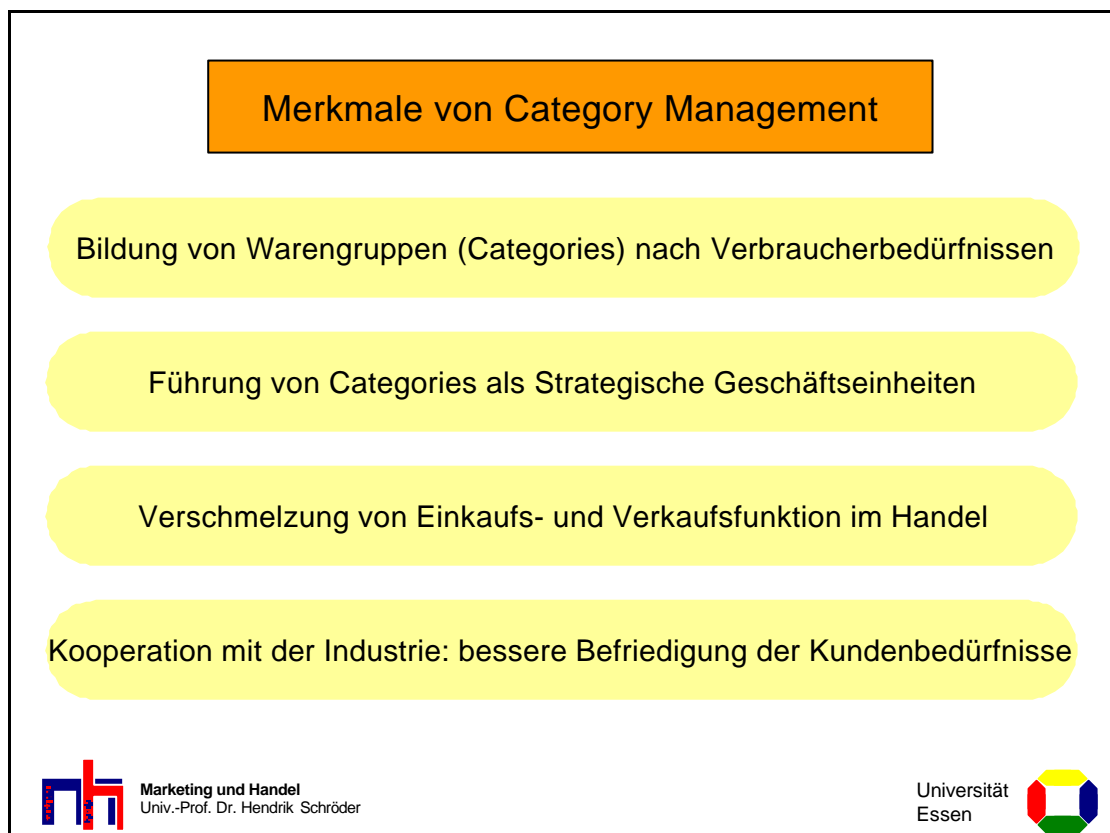 Merkmale von Category Management
Bildung von Warengruppen (Categories) nach Verbraucherbedürfnissen
Führung von Categories als Strategische Geschäftseinheiten
Verschmelzung von Einkaufs- und Verkaufsfunktion im Handel
Kooperation mit der Industrie: bessere Befriedigung der Kundenbedürfnisse
Marketing und Handel
Univ.-Prof. Dr. Hendrik Schröder
Universität
Essen